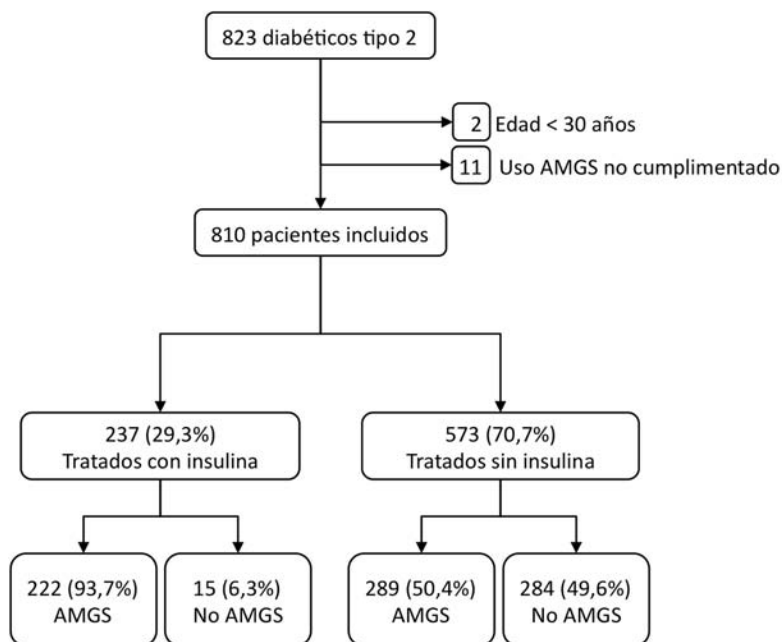 823 diabéticos tipo 2
2 Edad < 30 años
11 Uso AMGS no cumplimentado
810 pacientes incluidos
237 (29,3%)
Tratados con insulina
573 (70,7%)
Tratados sin insulina
222 (93,7%)
AMGS
15 (6,3%)
No AMGS
289 (50,4%)
AMGS
284 (49,6%)
No AMGS